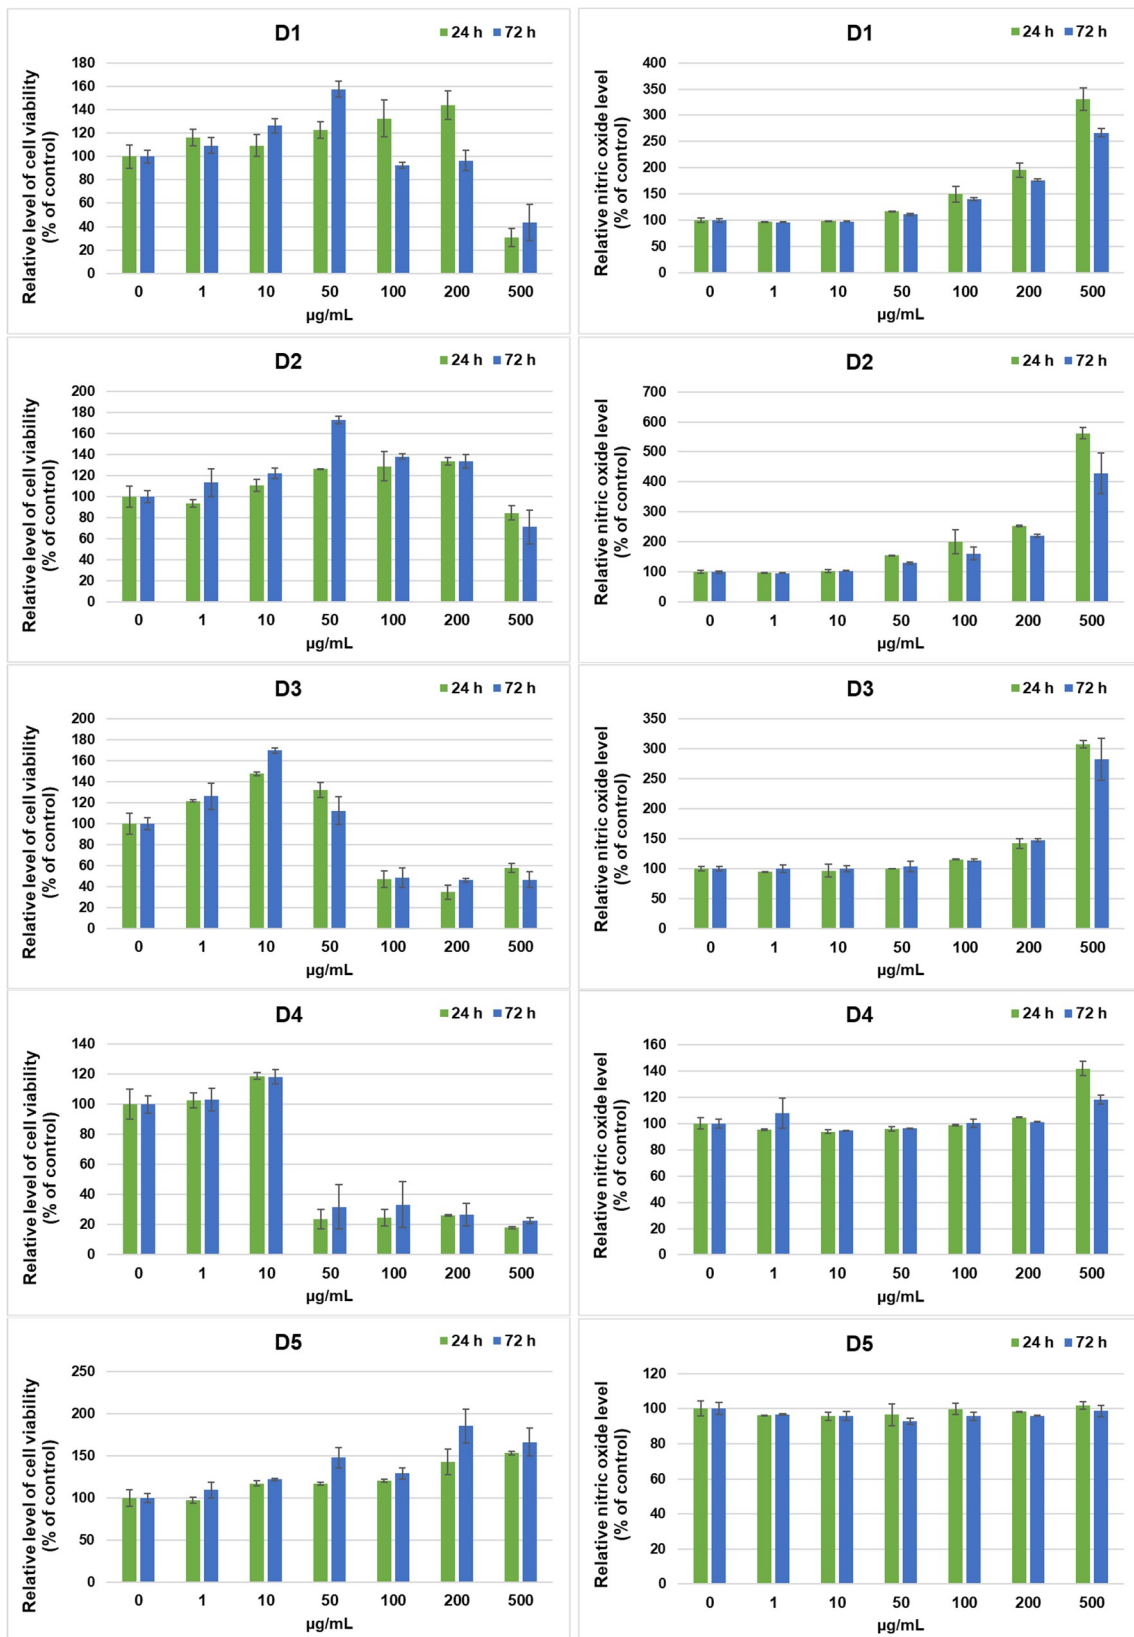 D1
24 h 72 h
Relative level of cell viability
(% of control)
180
160
140
120
100
80
60
40
20
0
0 1 10 50 100 200 500
µg/mL
D1
24 h 72 h
Relative nitric oxide level
(% of control)
400
350
300
250
200
150
100
50
0
0 1 10 50 100 200 500
µg/mL
D2
24 h 72 h
Relative level of cell viability
(% of control)
200
180
160
140
120
100
80
60
40
20
0
0 1 10 50 100 200 500
µg/mL
D2
24 h 72 h
Relative nitric oxide level
(% of control)
700
600
500
400
300
200
100
0
0 1 10 50 100 200 500
µg/mL
D3
24 h 72 h
Relative level of cell viability
(% of control)
200
180
160
140
120
100
80
60
40
20
0
0 1 10 50 100 200 500
µg/mL
D3
24 h 72 h
Relative nitric oxide level
(% of control)
350
300
250
200
150
100
50
0
0 1 10 50 100 200 500
µg/mL
D4
24 h 72 h
Relative level of cell viability
(% of control)
140
120
100
80
60
40
20
0
0 1 10 50 100 200 500
µg/mL
D4
24 h 72 h
Relative nitric oxide level
(% of control)
160
140
120
100
80
60
40
20
0
0 1 10 50 100 200 500
µg/mL
D5
24 h 72 h
Relative level of cell viability
(% of control)
250
200
150
100
50
0
0 1 10 50 100 200 500
µg/mL
D5
24 h 72 h
Relative nitric oxide level
(% of control)
120
100
80
60
40
20
0
0 1 10 50 100 200 500
µg/mL